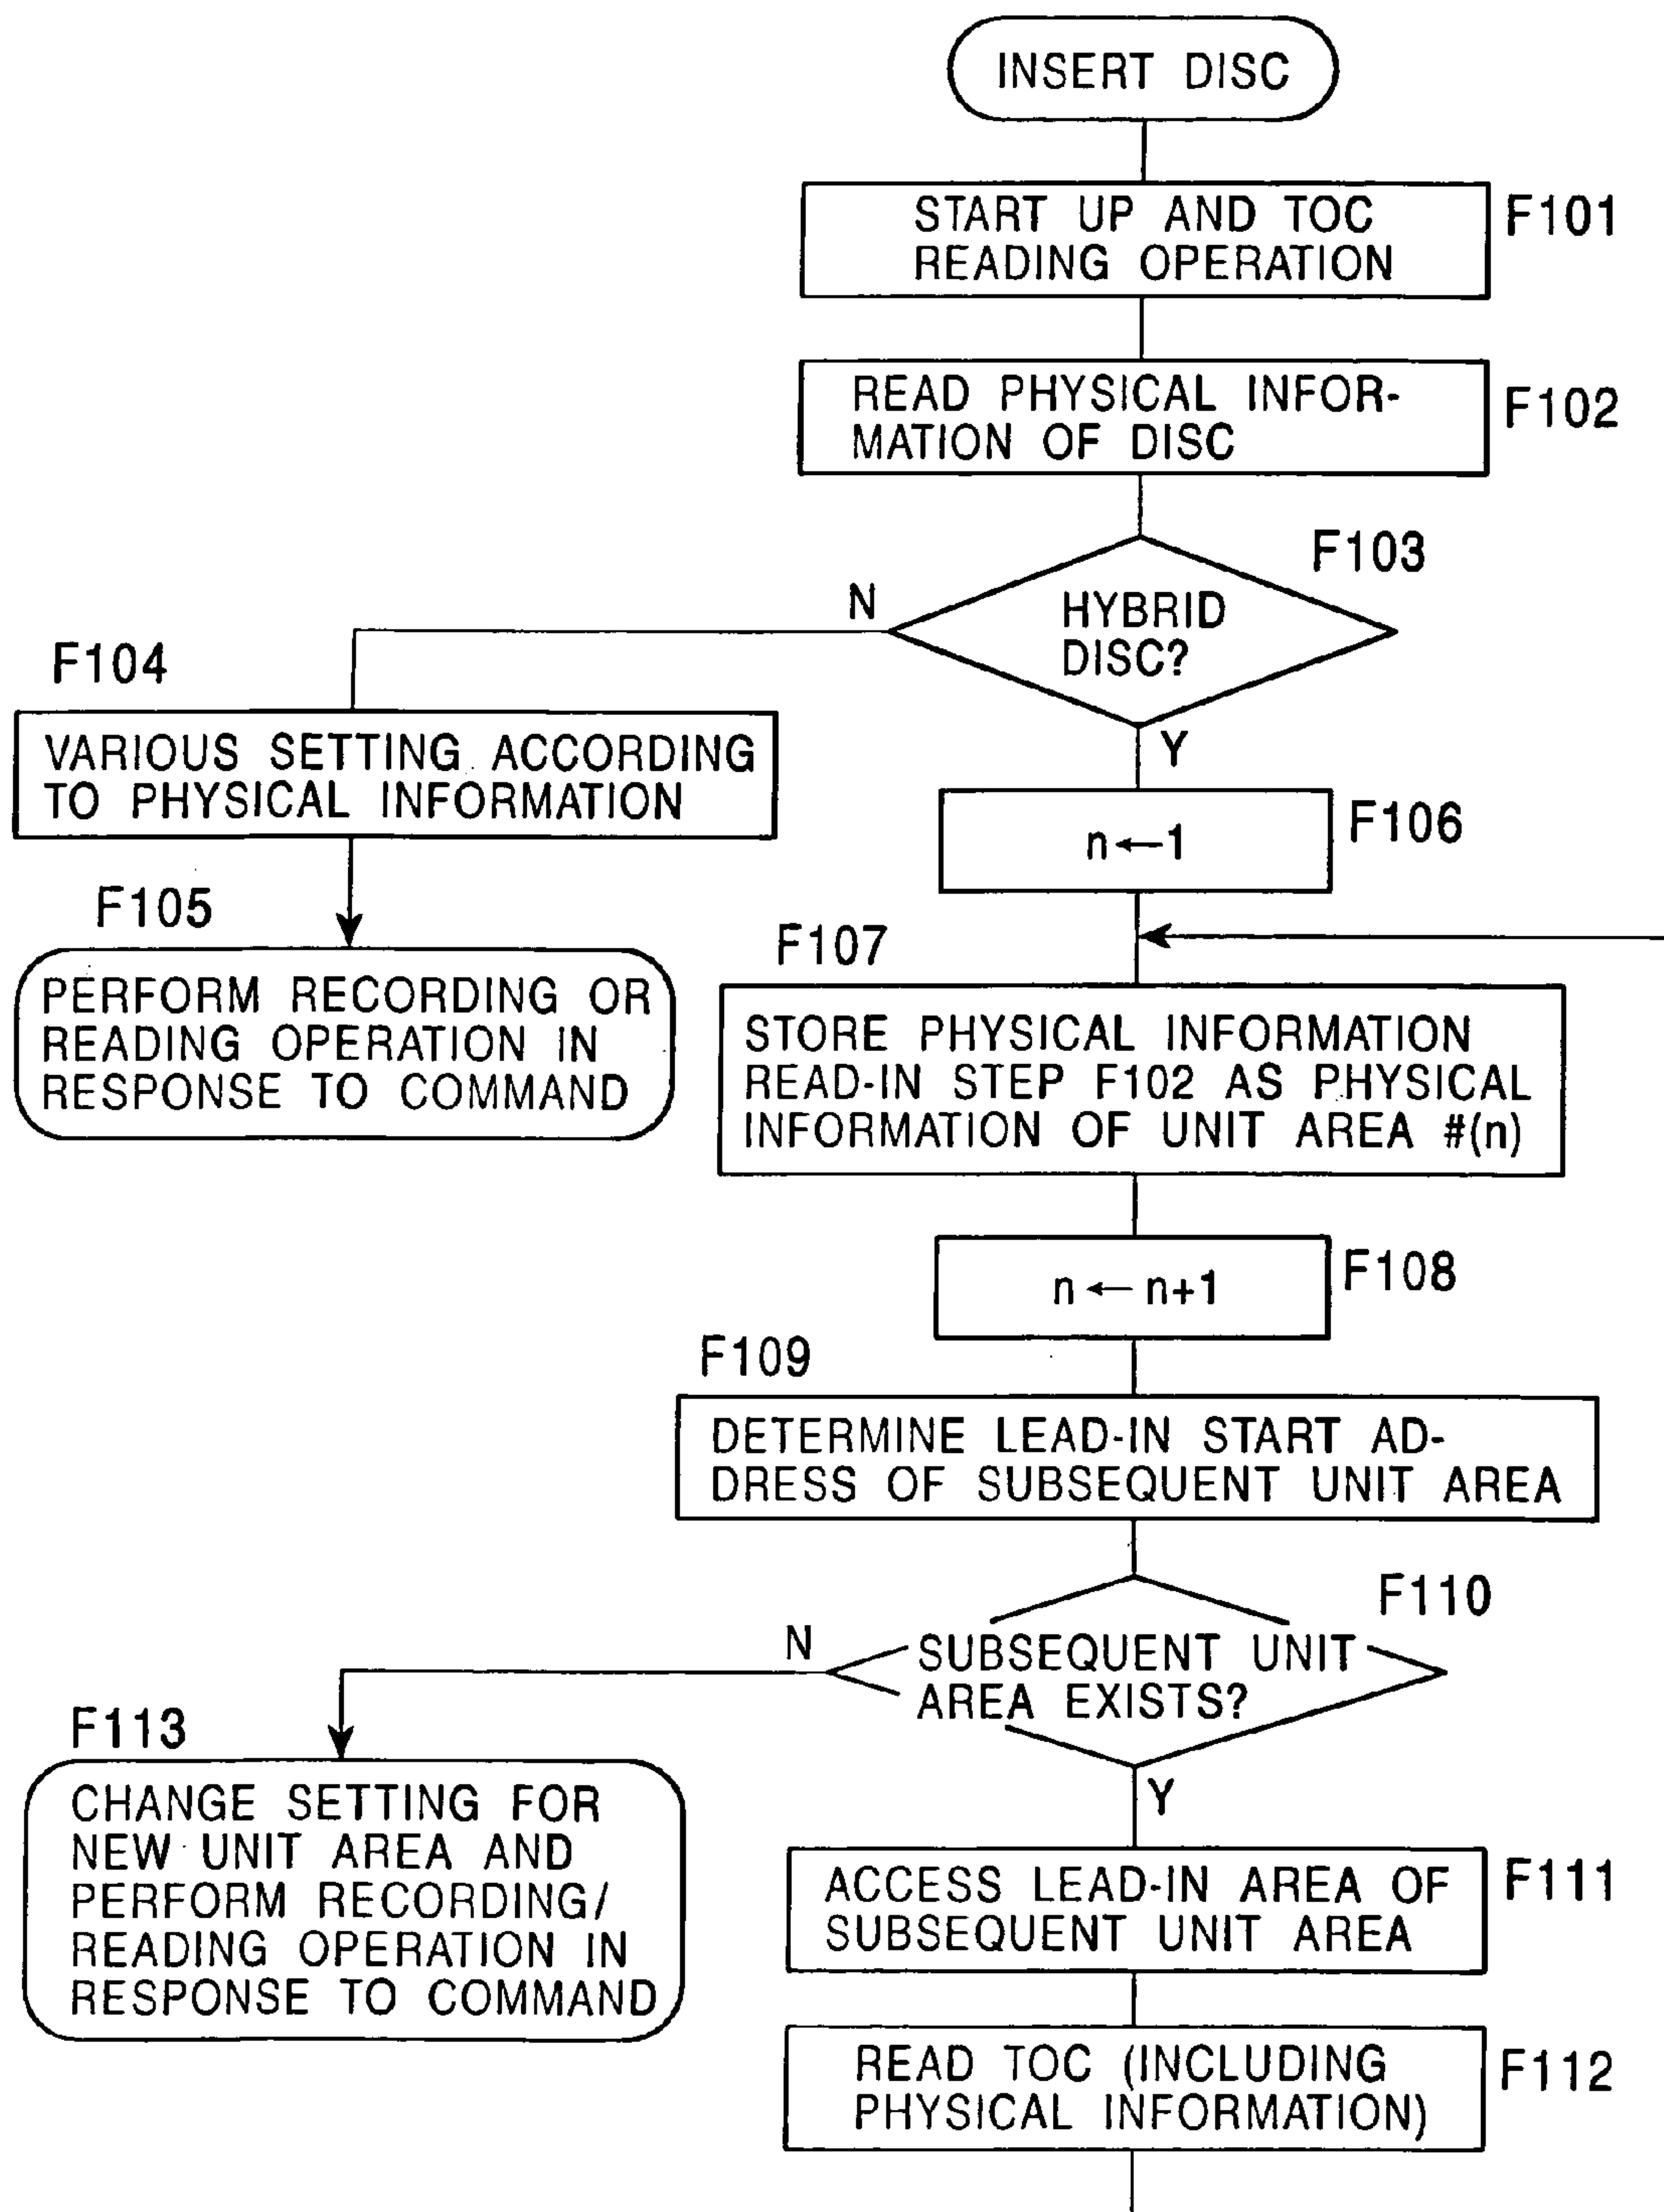 INSERT DISC
START UP AND TOC
READING OPERATION
F101
READ PHYSICAL INFOR-
MATION OF DISC
F102
F103
HYBRID
DISC?
N
Y
F104
VARIOUS SETTING ACCORDING
TO PHYSICAL INFORMATION
F105
PERFORM RECORDING OR
READING OPERATION IN
RESPONSE TO COMMAND
n←1
F106
F107
STORE PHYSICAL INFORMATION
READ-IN STEP F102 AS PHYSICAL
INFORMATION OF UNIT AREA #(n)
n←n+1
F108
F109
DETERMINE LEAD-IN START AD-
DRESS OF SUBSEQUENT UNIT AREA
F110
SUBSEQUENT UNIT
AREA EXISTS?
N
Y
F113
CHANGE SETTING FOR
NEW UNIT AREA AND
PERFORM RECORDING/
READING OPERATION IN
RESPONSE TO COMMAND
ACCESS LEAD-IN AREA OF
SUBSEQUENT UNIT AREA
F111
READ TOC (INCLUDING
PHYSICAL INFORMATION)
F112